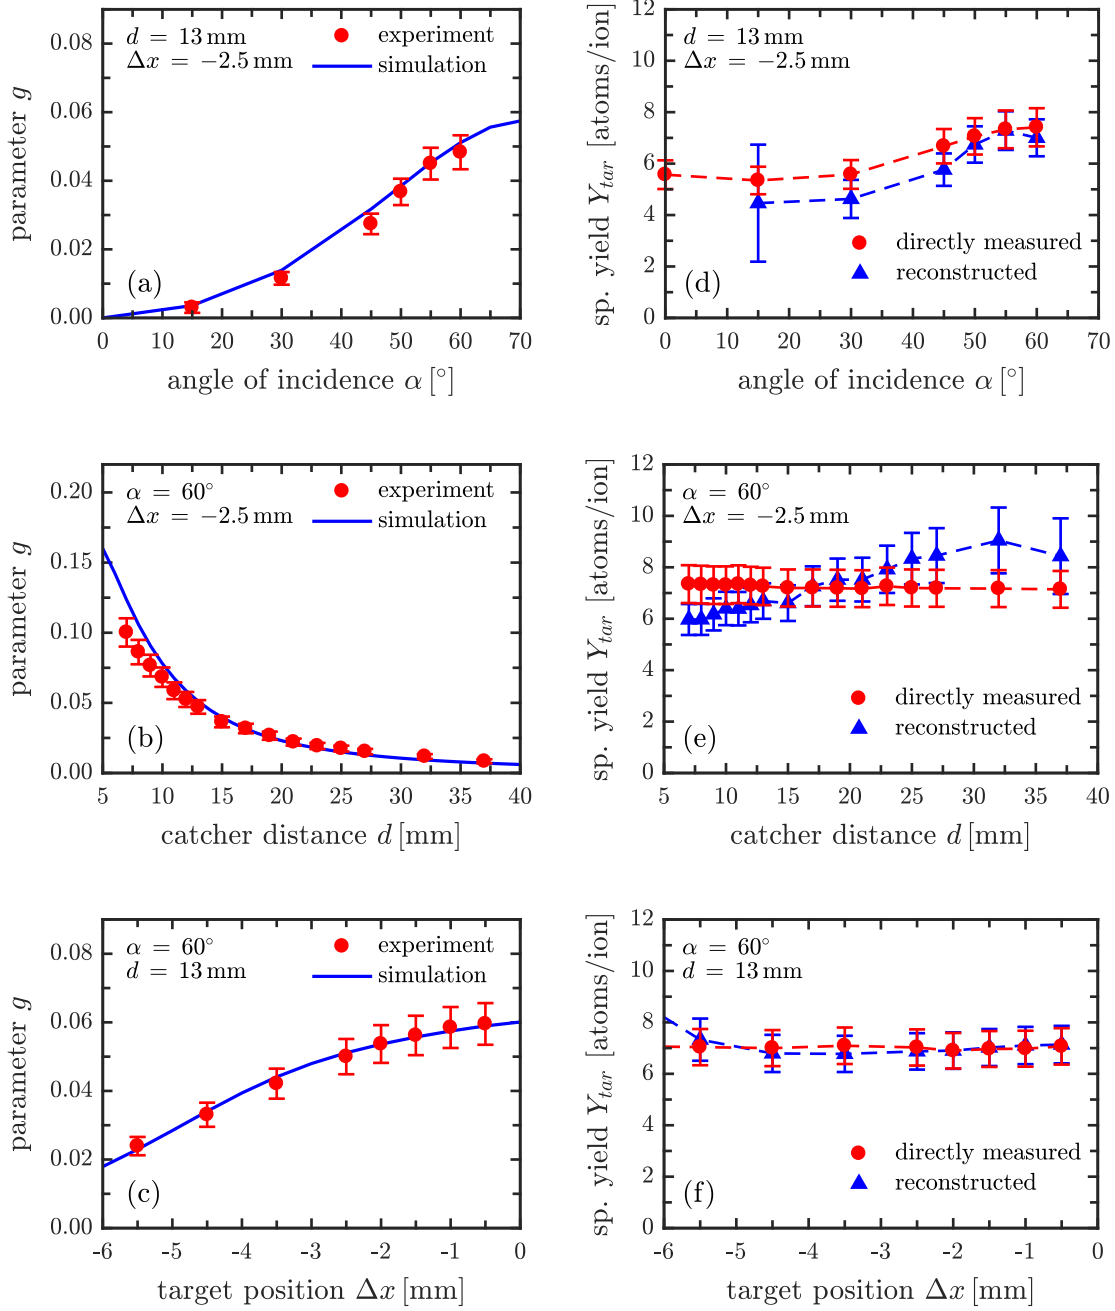 0.08
0.06
0.04
0.02
0.00
parameter g
d = 13 mm
Δx = −2.5 mm
experiment
simulation
(a)
0 10 20 30 40 50 60 70
angle of incidence α [°]
12
10
8
6
4
2
0
sp. yield Y_tar [atoms/ion]
d = 13 mm
Δx = −2.5 mm
directly measured
reconstructed
(d)
0 10 20 30 40 50 60 70
angle of incidence α [°]
0.20
0.15
0.10
0.05
0.00
parameter g
α = 60°
Δx = −2.5 mm
experiment
simulation
(b)
5 10 15 20 25 30 35 40
catcher distance d [mm]
12
10
8
6
4
2
0
sp. yield Y_tar [atoms/ion]
α = 60°
Δx = −2.5 mm
directly measured
reconstructed
(e)
5 10 15 20 25 30 35 40
catcher distance d [mm]
0.08
0.06
0.04
0.02
0.00
parameter g
α = 60°
d = 13 mm
experiment
simulation
(c)
-6 -5 -4 -3 -2 -1 0
target position Δx [mm]
12
10
8
6
4
2
0
sp. yield Y_tar [atoms/ion]
α = 60°
d = 13 mm
directly measured
reconstructed
(f)
-6 -5 -4 -3 -2 -1 0
target position Δx [mm]